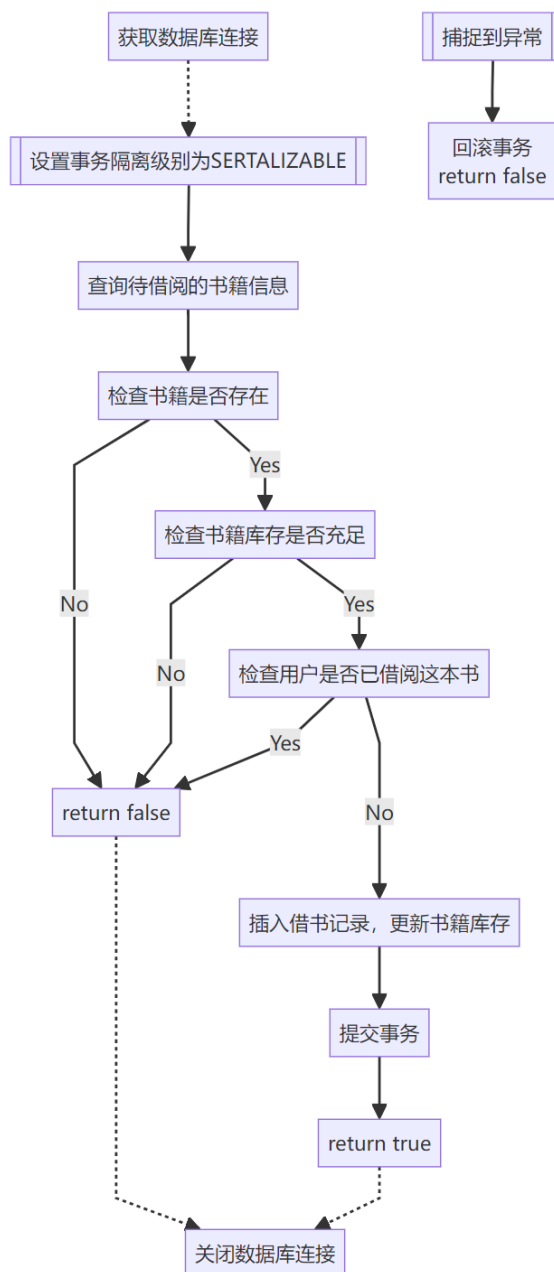 获取数据库连接
捕捉到异常
设置事务隔离级别为SERTALIZABLE
回滚事务
return false
查询待借阅的书籍信息
检查书籍是否存在
Yes
检查书籍库存是否充足
No
Yes
No
检查用户是否已借阅这本书
Yes
return false
No
插入借书记录，更新书籍库存
提交事务
return true
关闭数据库连接